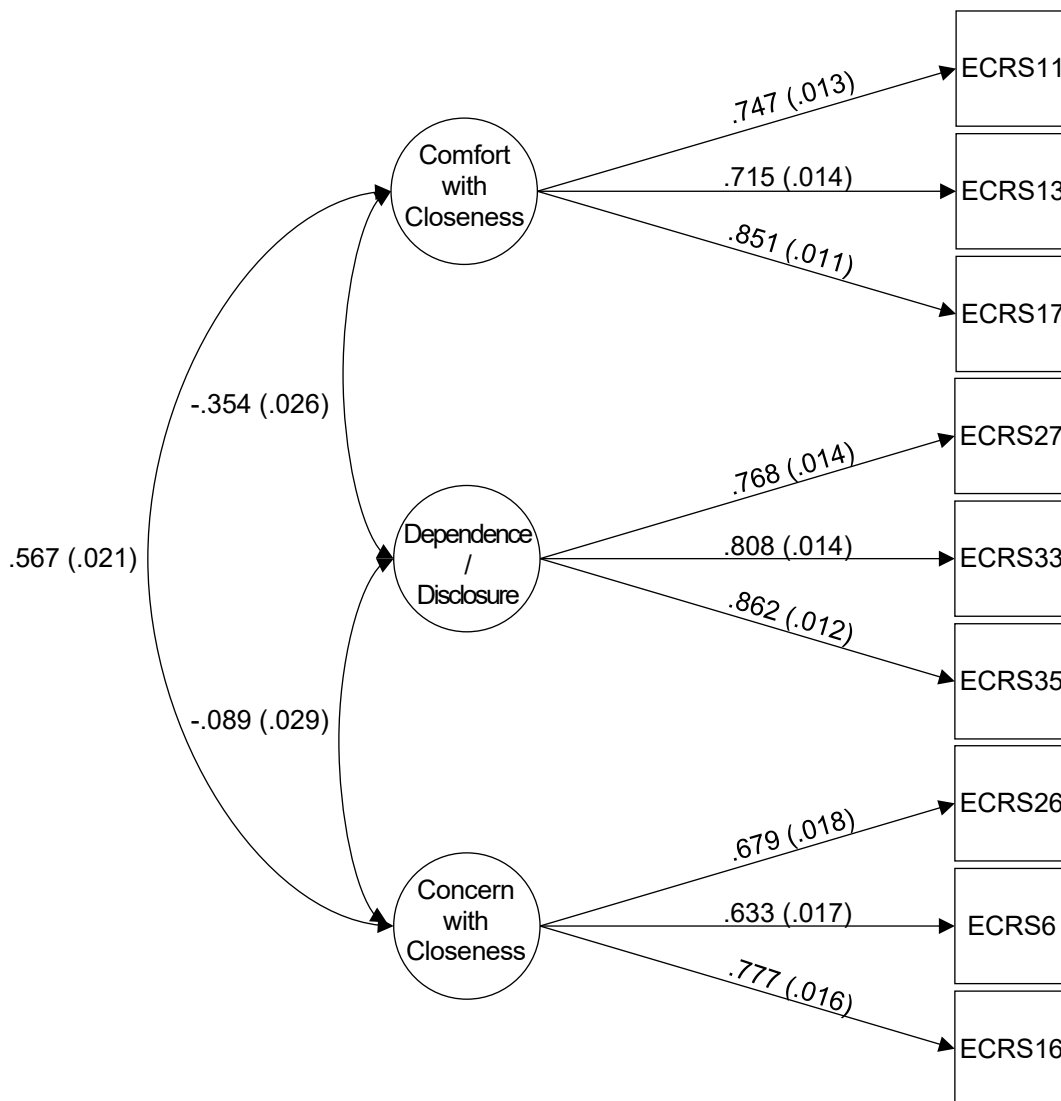 ECRS11
.747 (.013)
Comfort
with
Closeness
.715 (.014)
ECRS13
.851 (.011)
ECRS17
-.354 (.026)
ECRS27
.768 (.014)
.567 (.021)
Dependence
/
Disclosure
.808 (.014)
ECRS33
.862 (.012)
ECRS35
-.089 (.029)
ECRS26
.679 (.018)
Concern
with
Closeness
.633 (.017)
ECRS6
.777 (.016)
ECRS16